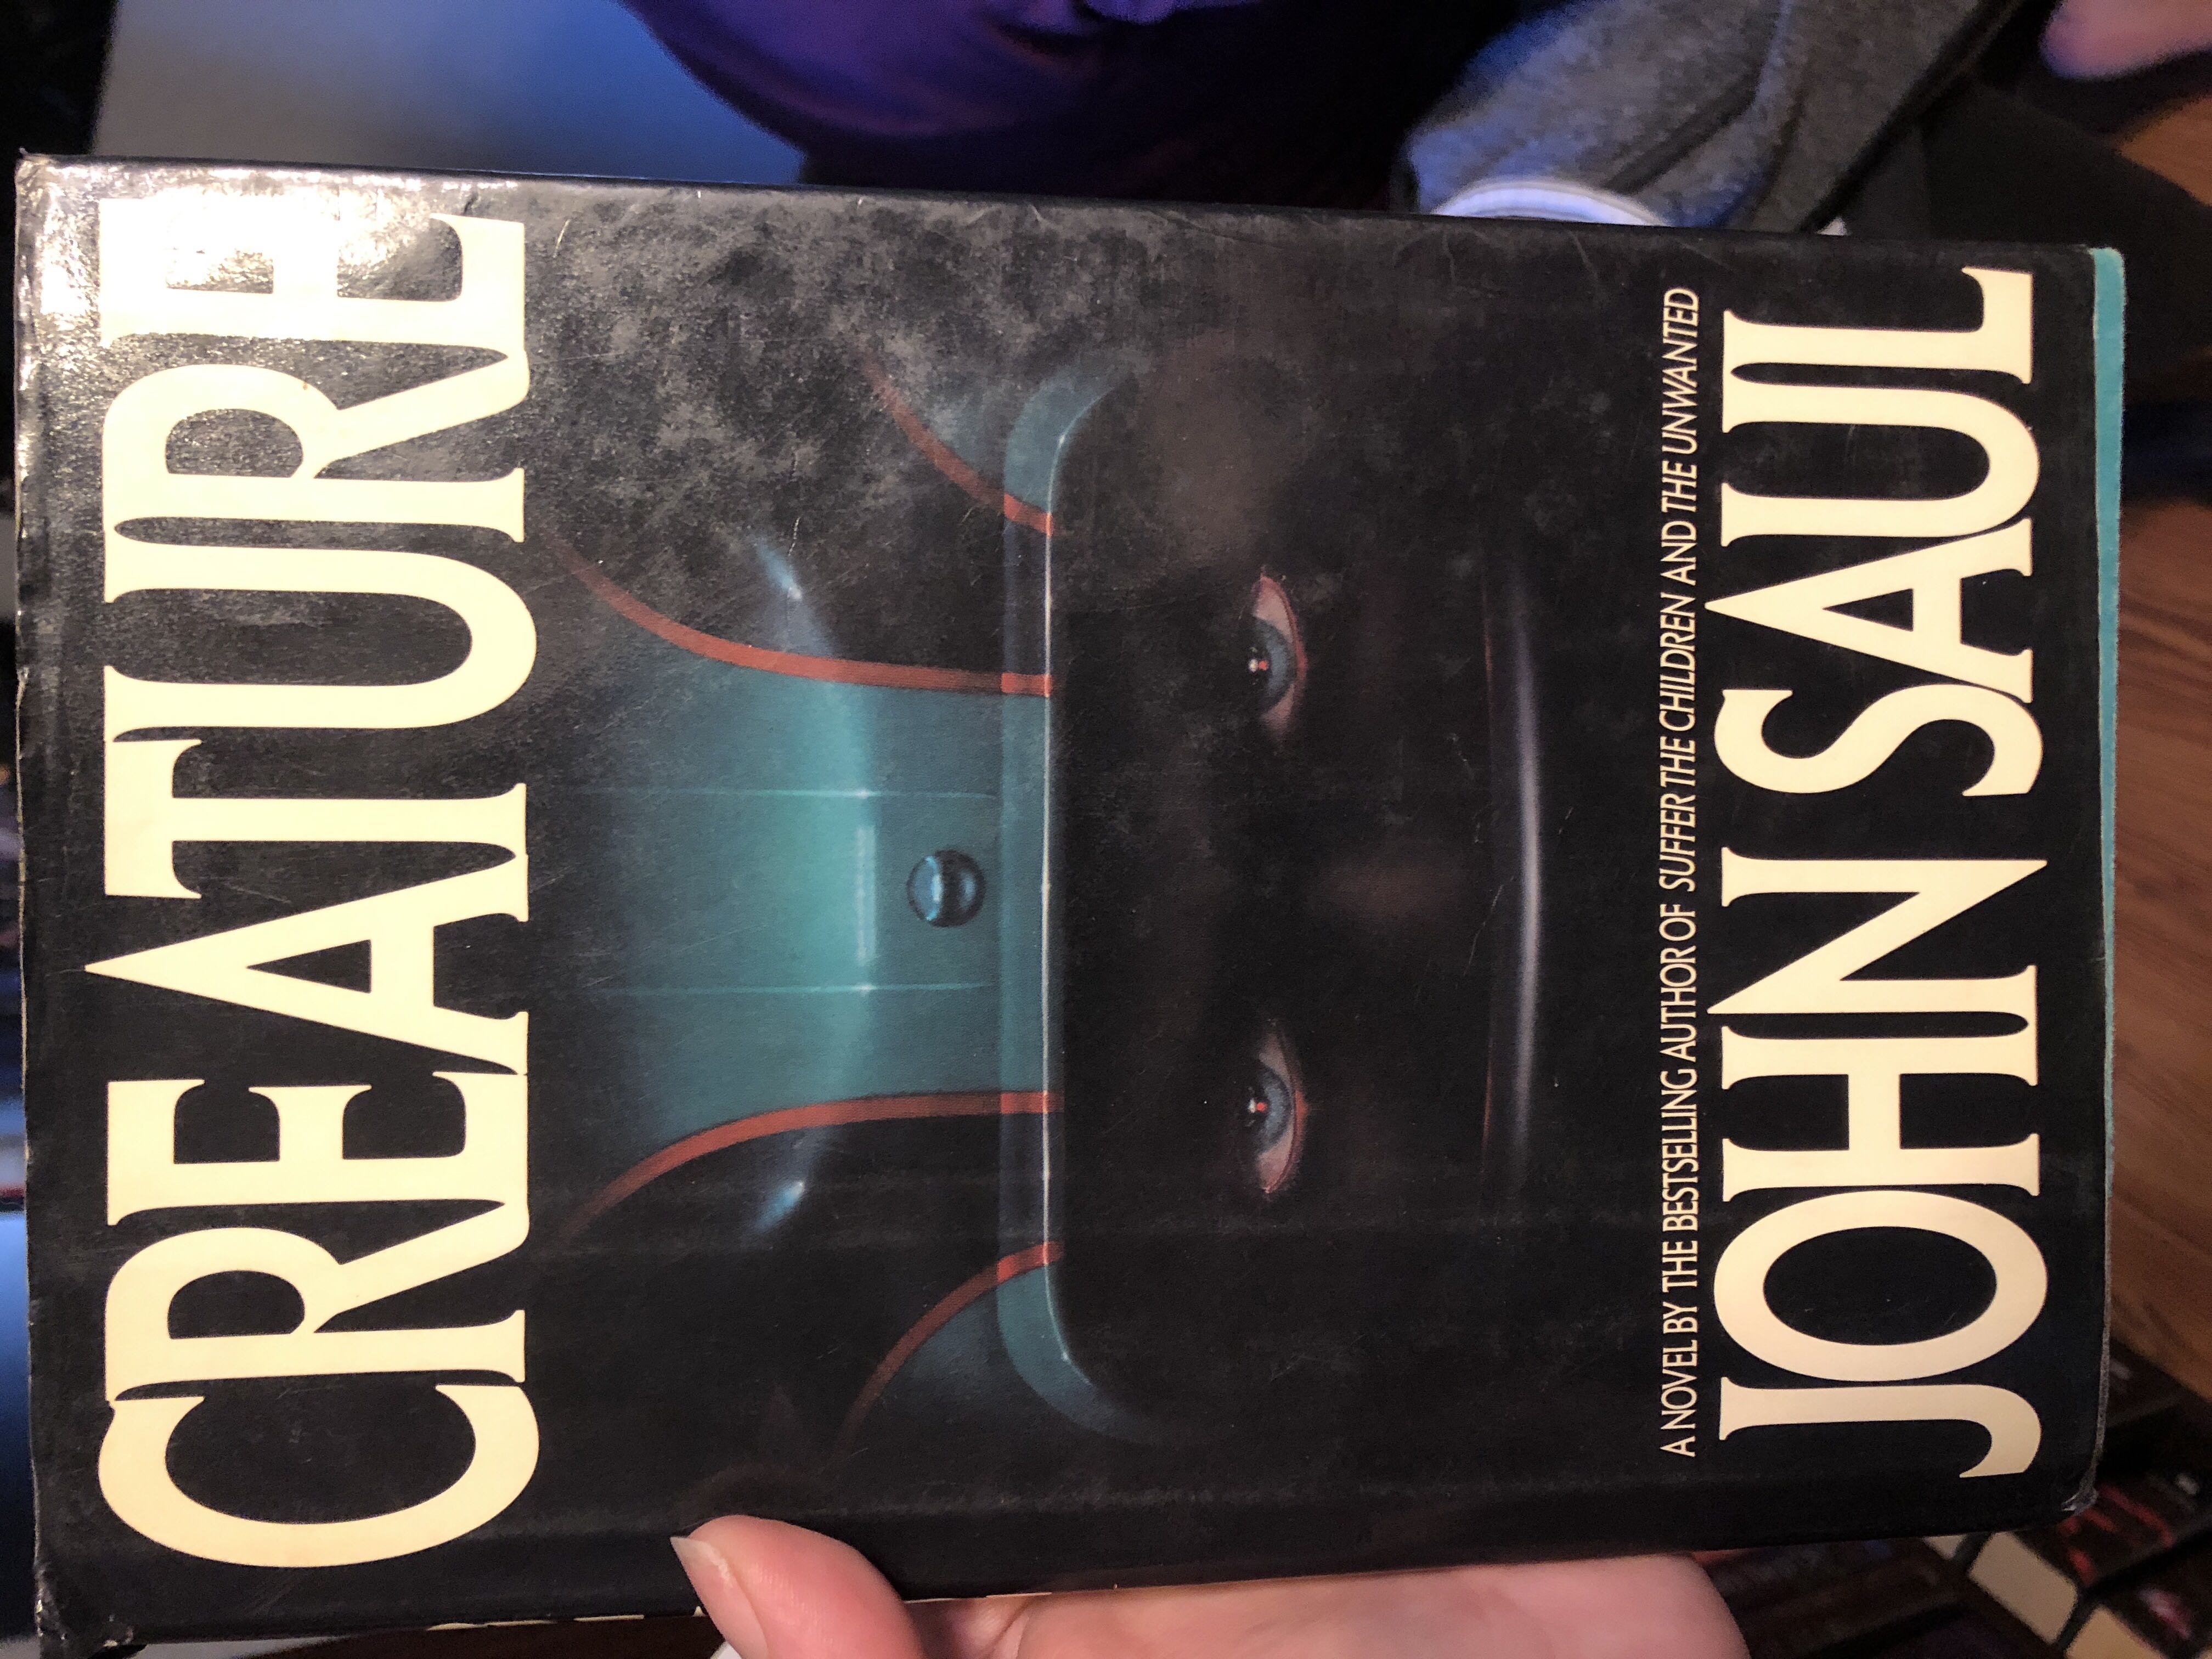 CREATURE
A NOVEL BY THE BESTSELLING AUTHOR OF SUFFER THE CHILDREN AND THE UNWANTED
JOHN SAUL